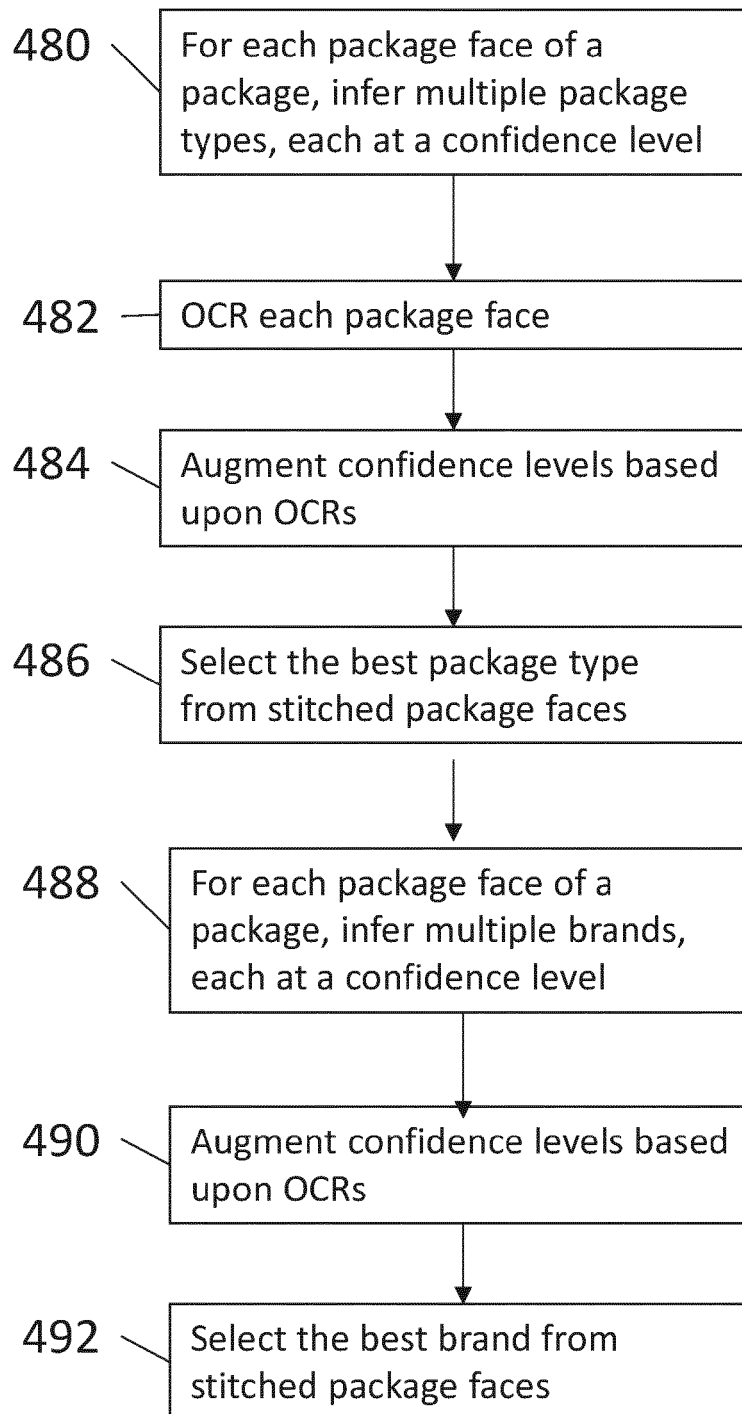 480
For each package face of a
package, infer multiple package
types, each at a confidence level
482
OCR each package face
484
Augment confidence levels based
upon OCRs
486
Select the best package type
from stitched package faces
488
For each package face of a
package, infer multiple brands,
each at a confidence level
490
Augment confidence levels based
upon OCRs
492
Select the best brand from
stitched package faces